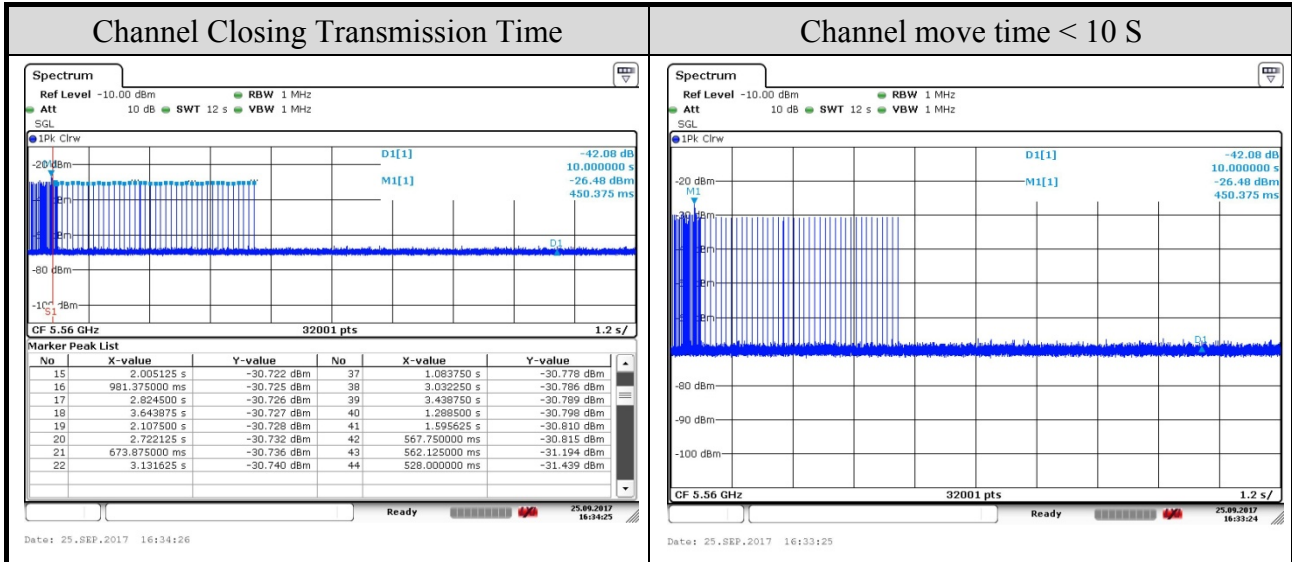 Channel Closing Transmission Time
Channel move time < 10 S
Spectrum
Ref Level -10.00 dBm RBW 1 MHz
Att 10 dB SWT 12 s VBW 1 MHz
SGL
1Pk Clrw
D1[1] -42.08 dB
10.000000 s
M1[1] -26.48 dBm
450.375 ms
-20 dBm
D1
-80 dBm
S1
CF 5.56 GHz 32001 pts 1.2 s/
Marker Peak List
No X-value Y-value No X-value Y-value
15 2.005125 s -30.722 dBm 37 1.083750 s -30.778 dBm
16 981.375000 ms -30.725 dBm 38 3.032250 s -30.786 dBm
17 2.824500 s -30.726 dBm 39 3.438750 s -30.789 dBm
18 3.643875 s -30.727 dBm 40 1.288500 s -30.798 dBm
19 2.107500 s -30.728 dBm 41 1.595625 s -30.810 dBm
20 2.722125 s -30.732 dBm 42 567.750000 ms -30.815 dBm
21 673.875000 ms -30.736 dBm 43 562.125000 ms -31.194 dBm
22 3.131625 s -30.740 dBm 44 528.000000 ms -31.439 dBm
Ready 25.09.2017
16:34:25
Date: 25.SEP.2017 16:34:26
Spectrum
Ref Level -10.00 dBm RBW 1 MHz
Att 10 dB SWT 12 s VBW 1 MHz
SGL
1Pk Clrw
D1[1] -42.08 dB
10.000000 s
M1[1] -26.48 dBm
450.375 ms
-20 dBm
M1
D1
-80 dBm
-90 dBm
-100 dBm
CF 5.56 GHz 32001 pts 1.2 s/
Ready 25.09.2017
16:33:24
Date: 25.SEP.2017 16:33:25